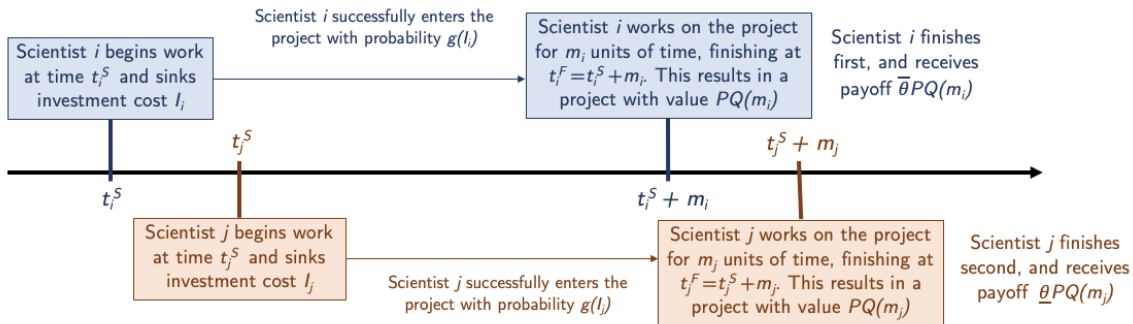 Scientist i successfully enters the
project with probability g(Iᵢ)
Scientist i begins work
at time tᵢˢ and sinks
investment cost Iᵢ
Scientist i works on the project
for mᵢ units of time, finishing at
tᵢᶠ=tᵢˢ+mᵢ. This results in a
project with value PQ(mᵢ)
Scientist i finishes
first, and receives
payoff θ̅PQ(mᵢ)
tⱼˢ
tⱼˢ + mⱼ
tᵢˢ
tᵢˢ + mᵢ
Scientist j begins work
at time tⱼˢ and sinks
investment cost Iⱼ
Scientist j successfully enters the
project with probability g(Iⱼ)
Scientist j works on the project
for mⱼ units of time, finishing at
tⱼᶠ=tⱼˢ+mⱼ. This results in a
project with value PQ(mⱼ)
Scientist j finishes
second, and receives
payoff θ̲PQ(mⱼ)